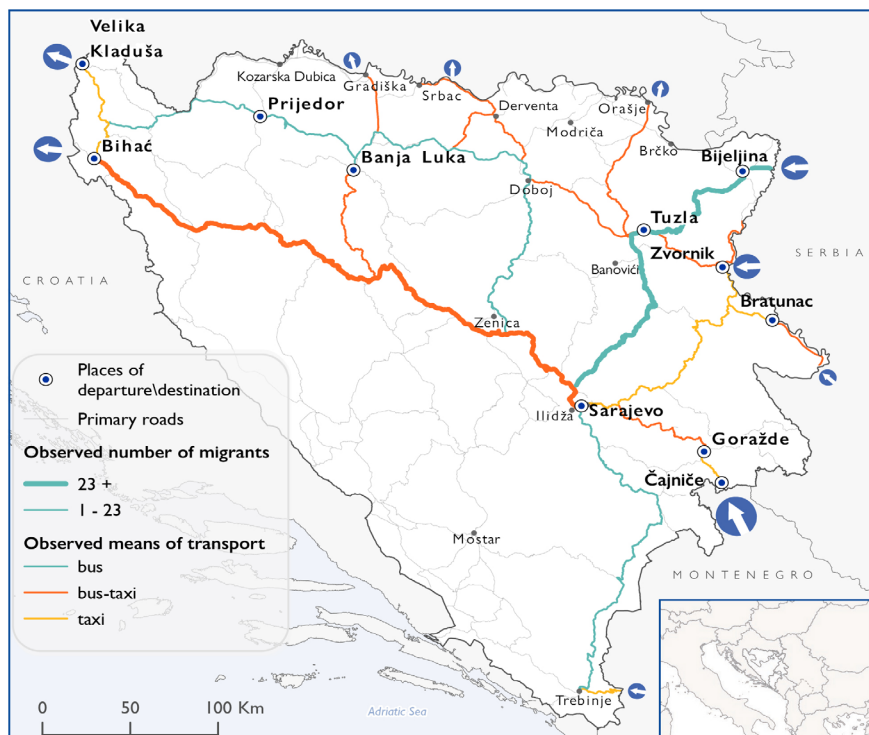 Velika
Kladuša
Kozarska Dubica
Gradiška
Srbac
Derventa
Orašje
Prijedor
Modriča
Brčko
Bihać
Banja Luka
Bijeljina
Doboj
Tuzla
Zvornik
SERBIA
Banovići
CROATIA
Bratunac
Zenica
Places of
departure\destination
Primary roads
Observed number of migrants
23 +
1 - 23
Observed means of transport
bus
bus-taxi
taxi
Ilidža
Sarajevo
Goražde
Čajniče
Mostar
MONTENEGRO
Trebinje
Adriatic Sea
0 50 100 Km